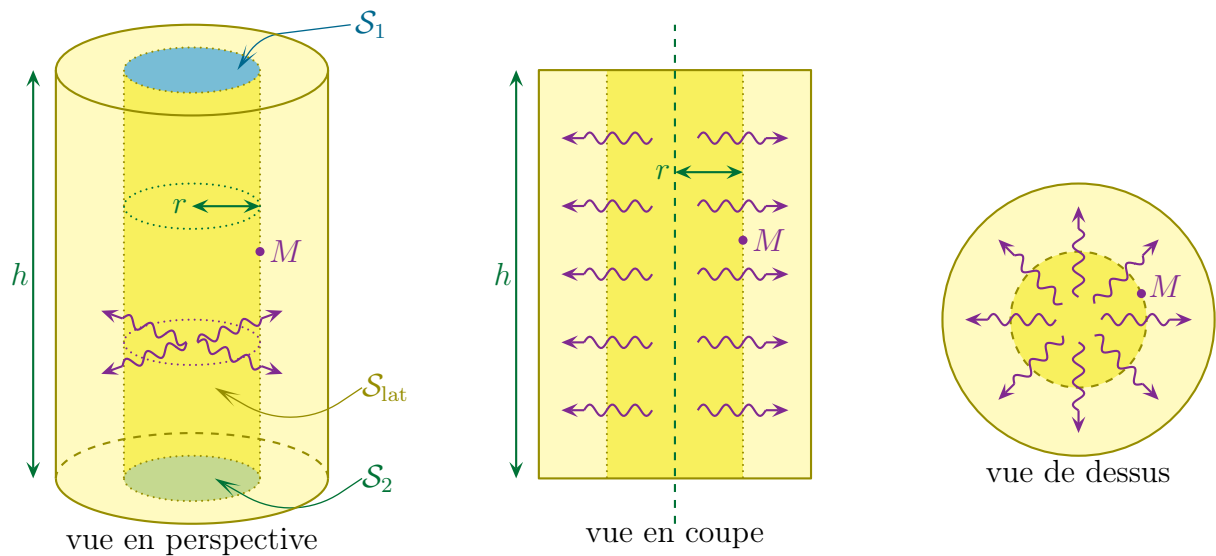 𝒮₁
r
M
h
𝒮lat
𝒮₂
vue en perspective
r
M
h
vue en coupe
M
vue de dessus